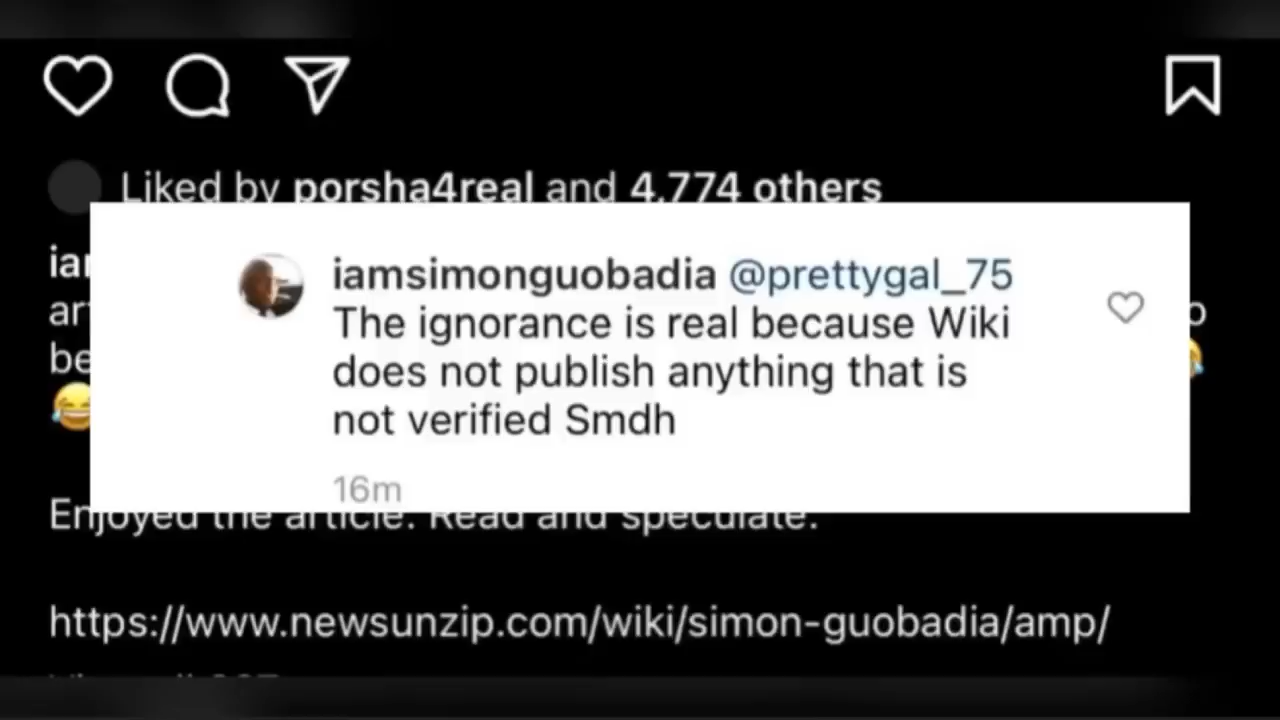 Liked by porsha4real and 4,774 others
iamsimonguobadia @prettygal_75
The ignorance is real because Wiki
does not publish anything that is
not verified Smdh
16m
Enjoyed the article. Read and speculate.
https://www.newsunzip.com/wiki/simon-guobadia/amp/